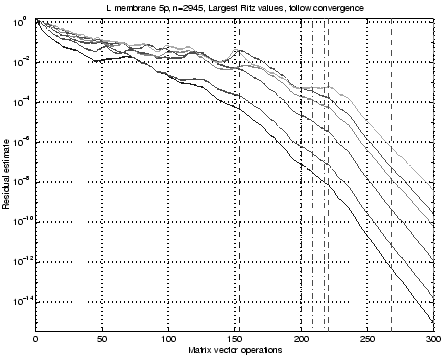 L membrane 5p, n=2945, Largest Ritz values, follow convergence
10^0
10^-2
10^-4
10^-6
10^-8
10^-10
10^-12
10^-14
Residual estimate
0 50 100 150 200 250 300
Matrix vector operations